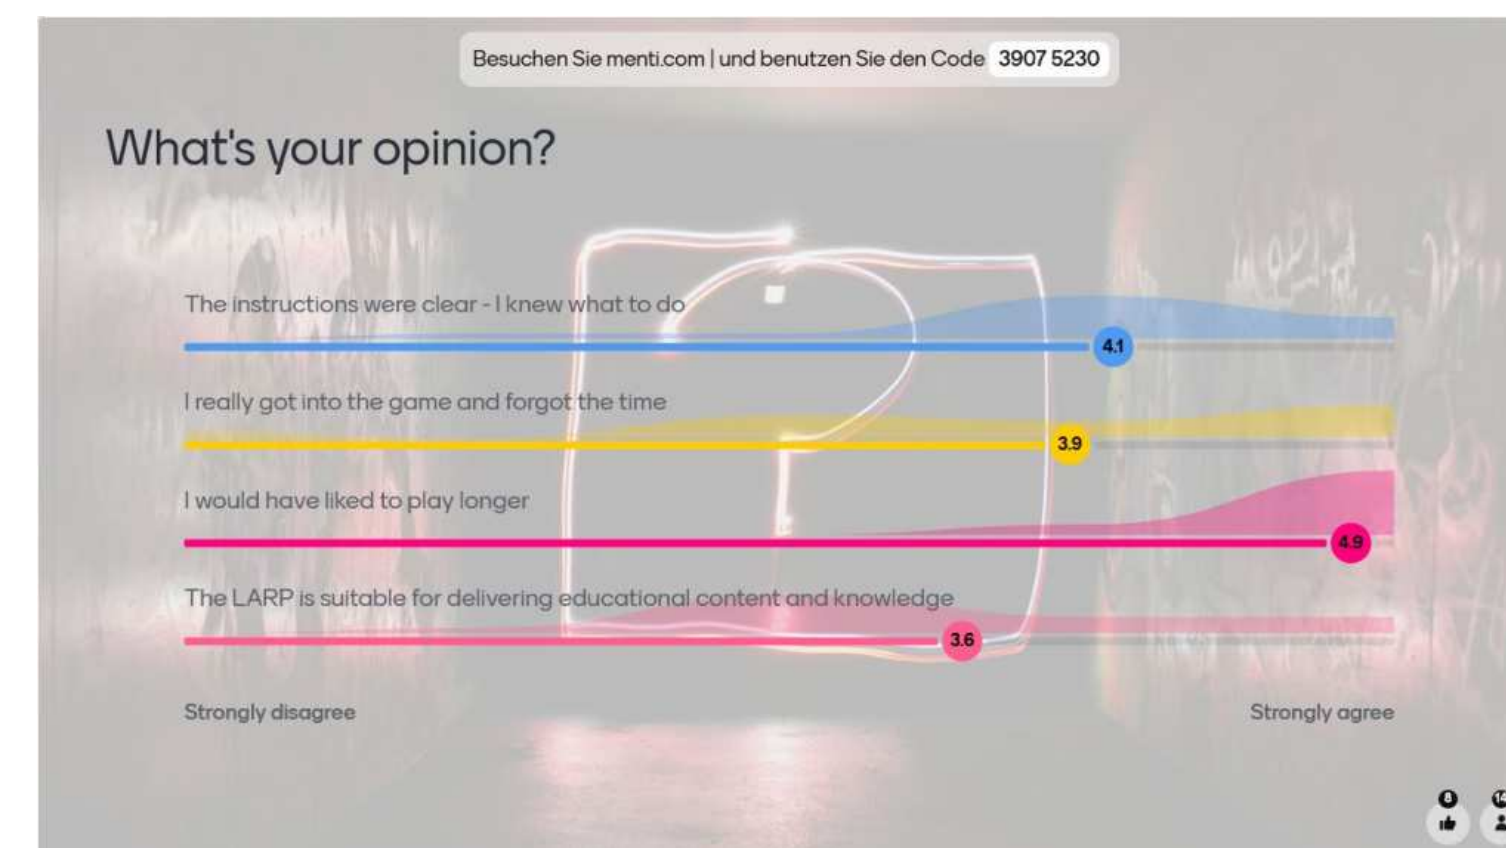 Besuchen Sie menti.com | und benutzen Sie den Code 3907 5230
What's your opinion?
The instructions were clear - I knew what to do
4.1
I really got into the game and forgot the time
3.9
I would have liked to play longer
4.9
The LARP is suitable for delivering educational content and knowledge
3.6
Strongly disagree Strongly agree
8